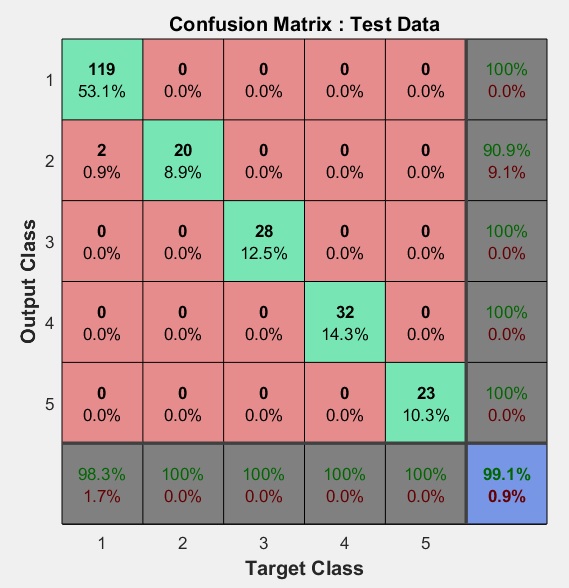 Confusion Matrix : Test Data
1 119 0 0 0 0 100%
53.1% 0.0% 0.0% 0.0% 0.0% 0.0%
2 2 20 0 0 0 90.9%
0.9% 8.9% 0.0% 0.0% 0.0% 9.1%
3 0 0 28 0 0 100%
0.0% 0.0% 12.5% 0.0% 0.0% 0.0%
4 0 0 0 32 0 100%
0.0% 0.0% 0.0% 14.3% 0.0% 0.0%
5 0 0 0 0 23 100%
0.0% 0.0% 0.0% 0.0% 10.3% 0.0%
98.3% 100% 100% 100% 100% 99.1%
1.7% 0.0% 0.0% 0.0% 0.0% 0.9%
1 2 3 4 5
Target Class
Output Class